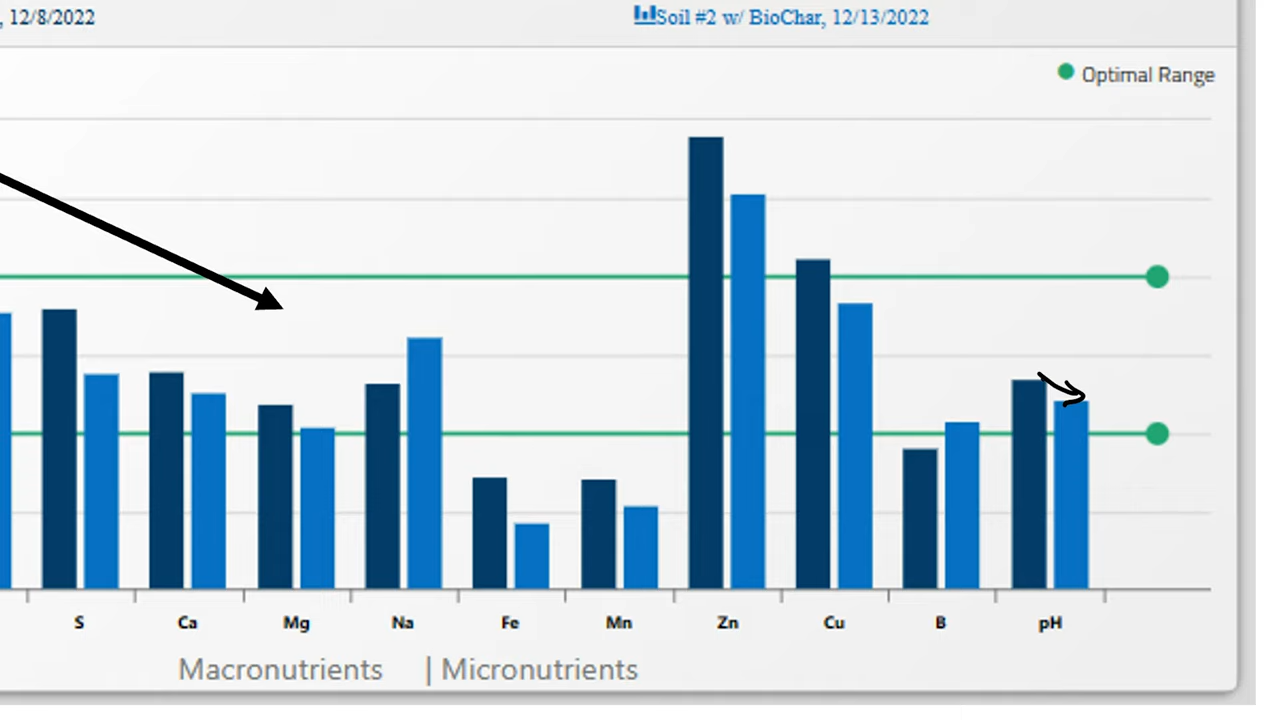 , 12/8/2022
Soil #2 w/ BioChar, 12/13/2022
Optimal Range
S Ca Mg Na Fe Mn Zn Cu B pH
Macronutrients | Micronutrients